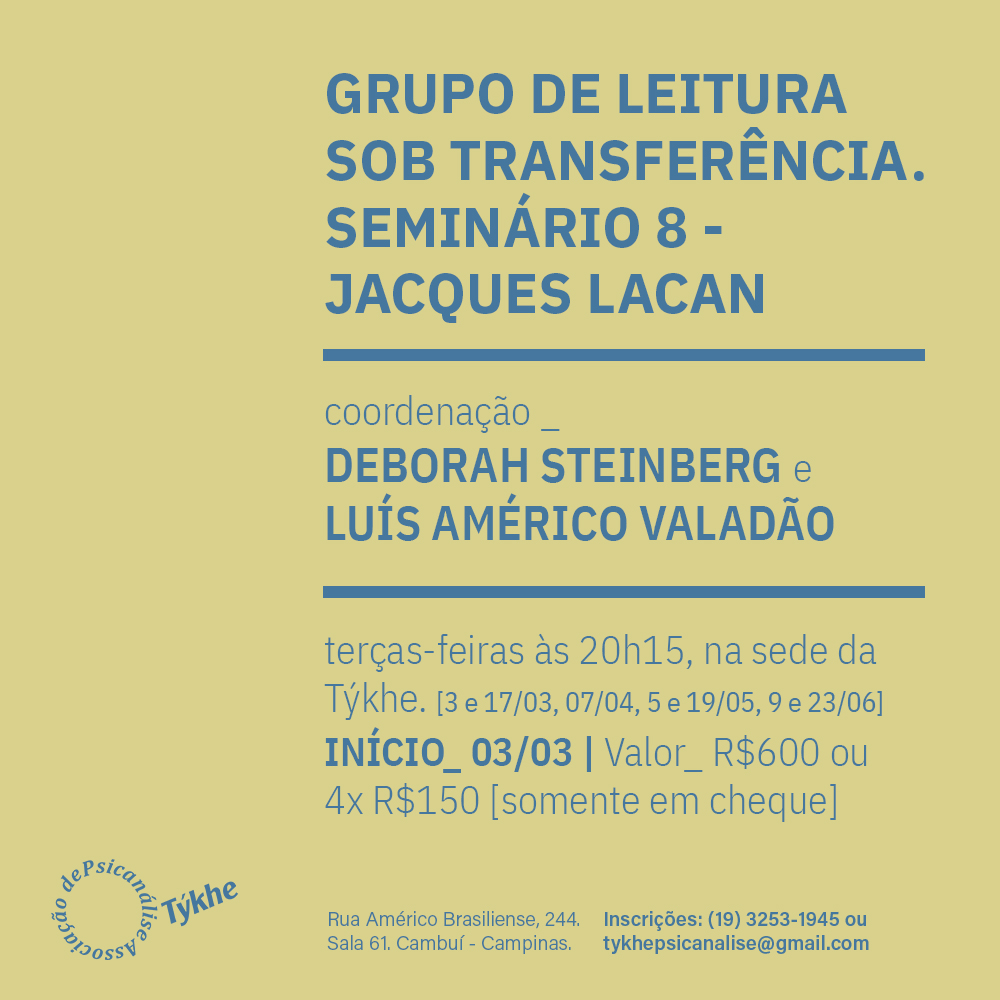 GRUPO DE LEITURA
SOB TRANSFERÊNCIA.
SEMINÁRIO 8 -
JACQUES LACAN
coordenação _
DEBORAH STEINBERG e
LUÍS AMÉRICO VALADÃO
terças-feiras às 20h15, na sede da
Týkhe. [3 e 17/03, 07/04, 5 e 19/05, 9 e 23/06]
INÍCIO_ 03/03 | Valor_ R$600 ou
4x R$150 [somente em cheque]
Associação de Psicanálise
Týkhe
Rua Américo Brasiliense, 244.
Sala 61. Cambuí - Campinas.
Inscrições: (19) 3253-1945 ou
tykhepsicanalise@gmail.com